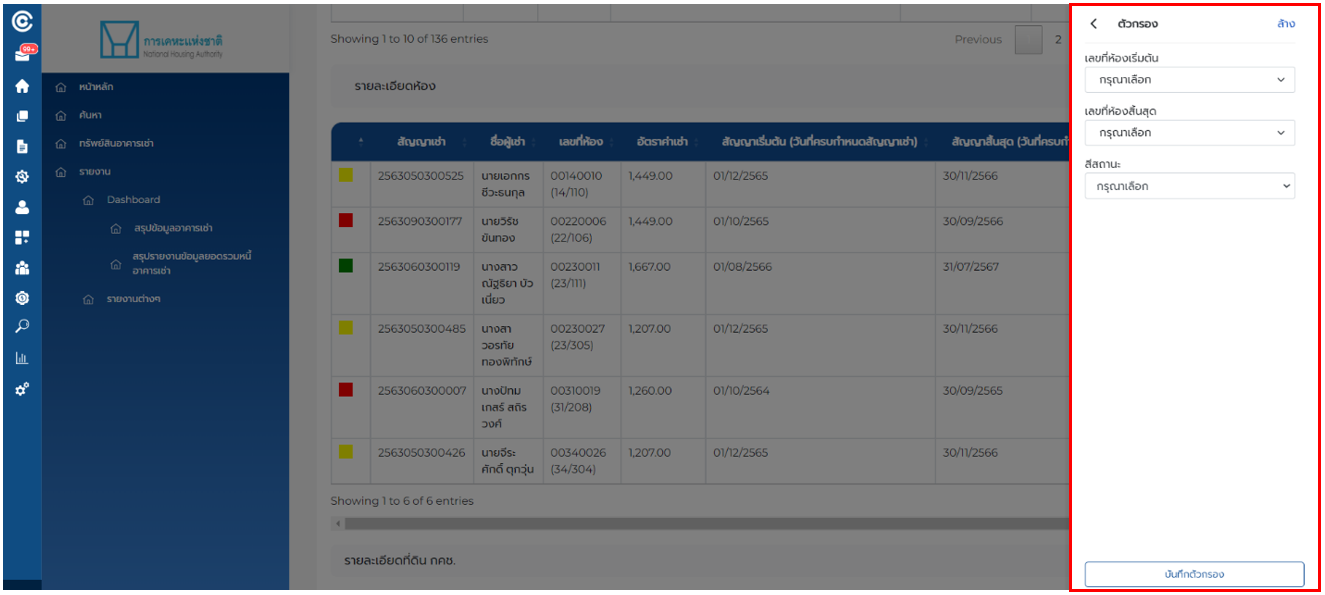 99+
การเคหะแห่งชาติ
National Housing Authority
หน้าหลัก
ค้นหา
ทรัพย์สินอาคารเช่า
รายงาน
Dashboard
สรุปข้อมูลอาคารเช่า
สรุปรายงานข้อมูลยอดรวมหนี้
อาคารเช่า
รายงานต่างๆ
Showing 1 to 10 of 136 entries
Previous 2
รายละเอียดห้อง
สัญญาเช่า ชื่อผู้เช่า เลขที่ห้อง อัตราค่าเช่า สัญญาเริ่มต้น (วันที่ครบกำหนดสัญญาเช่า) สัญญาสิ้นสุด (วันที่ครบก
2563050300525 นายเอกกร 00140010 1,449.00 01/12/2565 30/11/2566
ชีวะธนกุล (14/110)
2563090300177 นายวิรัช 00220006 1,449.00 01/10/2565 30/09/2566
ขันทอง (22/106)
2563060300119 นางสาว 00230011 1,667.00 01/08/2566 31/07/2567
ณัฐธิยา บัว (23/111)
เนี่ยว
2563050300485 นางสา 00230027 1,207.00 01/12/2565 30/11/2566
วอรทัย (23/305)
ทองพิทักษ์
2563060300007 นางปัทม 00310019 1,260.00 01/10/2564 30/09/2565
เกสร์ สถิร (31/208)
วงศ์
2563050300426 นายจีระ 00340026 1,207.00 01/12/2565 30/11/2566
ศักดิ์ ตุกวุ่น (34/304)
Showing 1 to 6 of 6 entries
รายละเอียดที่ดิน กคช.
ตัวกรอง ล้าง
เลขที่ห้องเริ่มต้น
กรุณาเลือก
เลขที่ห้องสิ้นสุด
กรุณาเลือก
สีสถานะ
กรุณาเลือก
บันทึกตัวกรอง